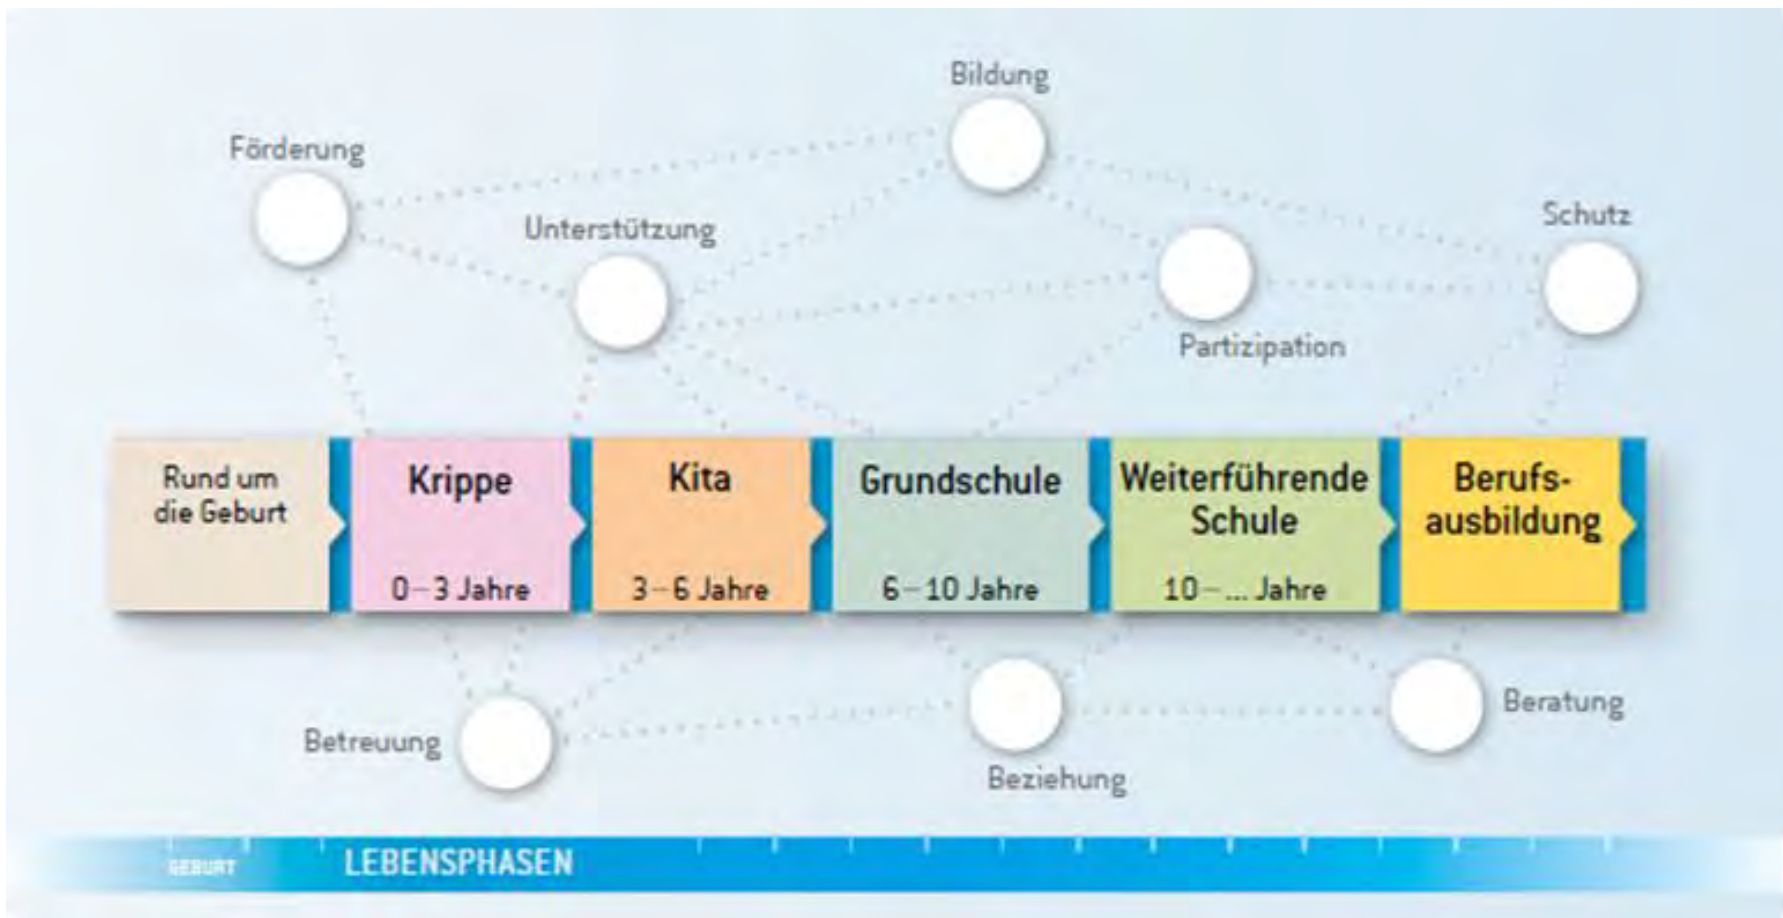 Bildung
Förderung
Schutz
Unterstützung
Partizipation
Rund um
die Geburt
Krippe
0–3 Jahre
Kita
3–6 Jahre
Grundschule
6–10 Jahre
Weiterführende
Schule
10–... Jahre
Berufs-
ausbildung
Betreuung
Beziehung
Beratung
GEBURT
LEBENSPHASEN